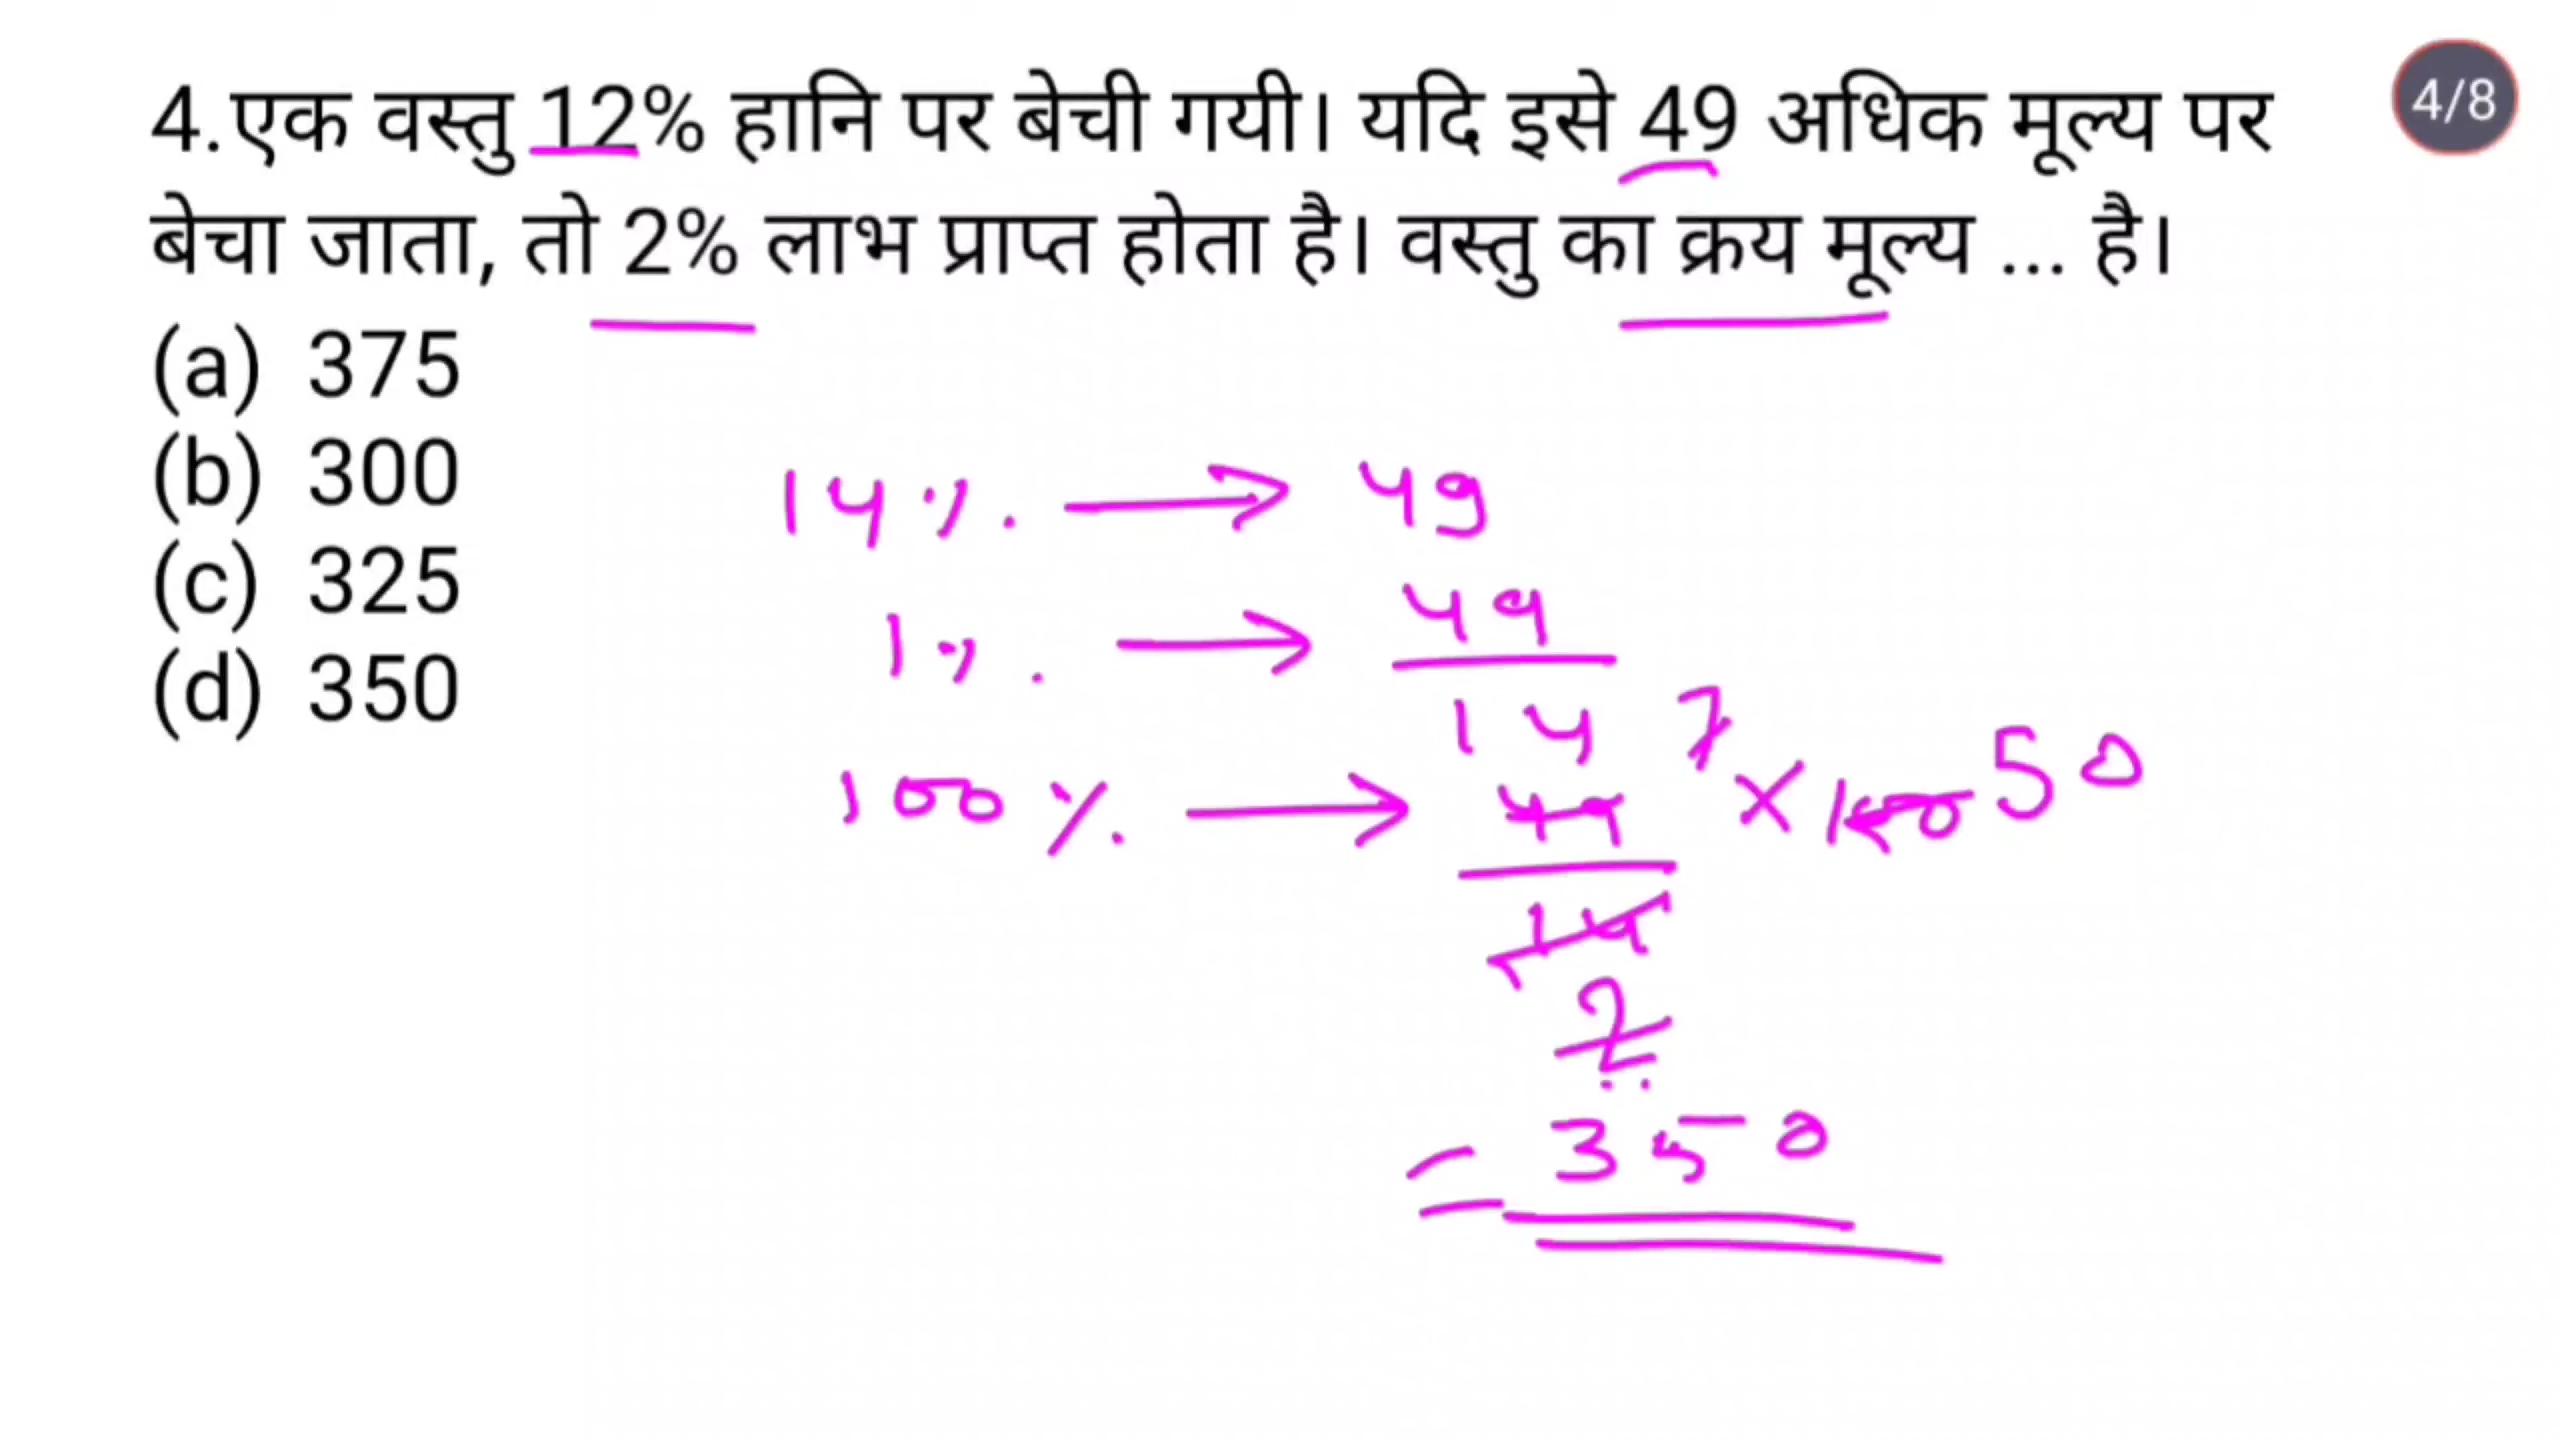 4.एक वस्तु 12% हानि पर बेची गयी। यदि इसे 49 अधिक मूल्य पर
4/8
बेचा जाता, तो 2% लाभ प्राप्त होता है। वस्तु का क्रय मूल्य ... है।
(a) 375
(b) 300
(c) 325
(d) 350
14% → 49
1% → 49/14
100% → 49/14 7 × 100 50
2
= 350